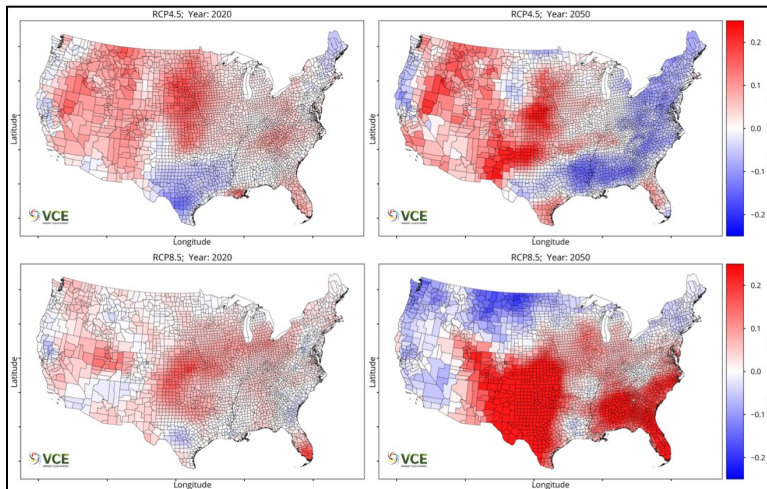 RCP4.5; Year: 2020
RCP4.5; Year: 2050
Latitude
Latitude
0.2
0.1
0.0
−0.1
−0.2
VCE
VCE
Longitude
Longitude
RCP8.5; Year: 2020
RCP8.5; Year: 2050
Latitude
Latitude
0.2
0.1
0.0
−0.1
−0.2
VCE
VCE
Longitude
Longitude